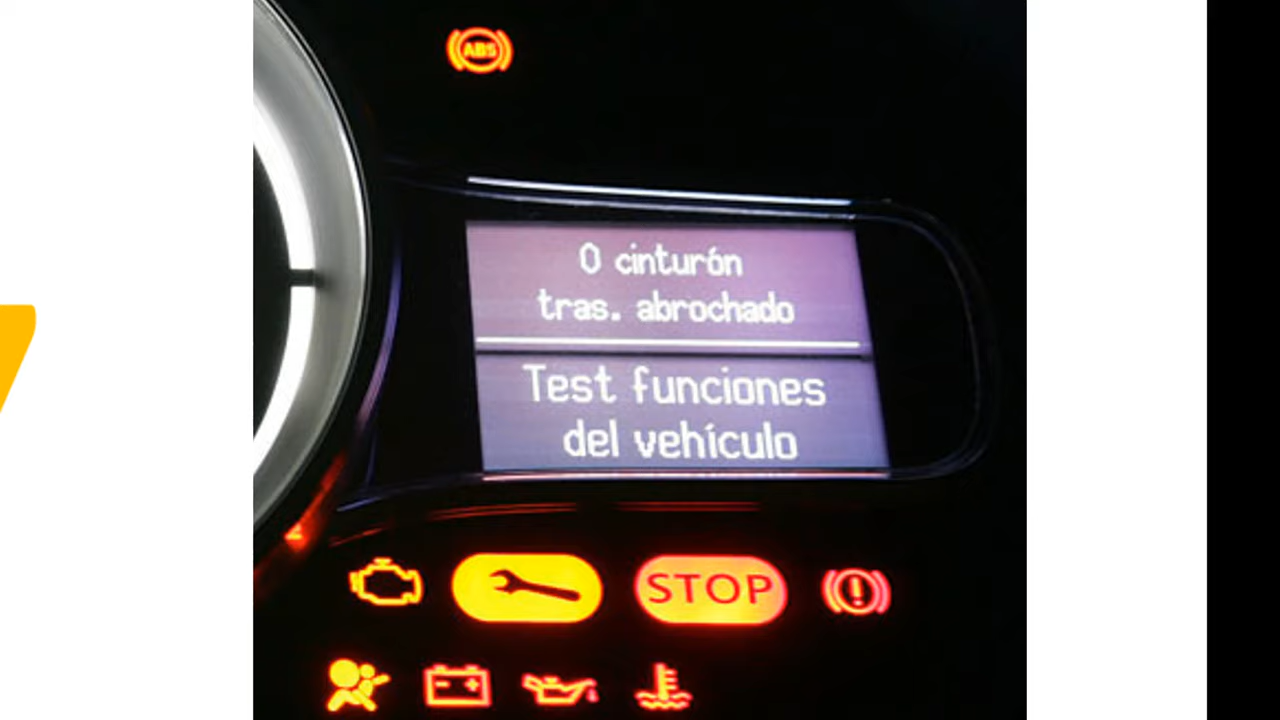 ABS
0 cinturón
tras. abrochado
Test funciones
del vehículo
STOP